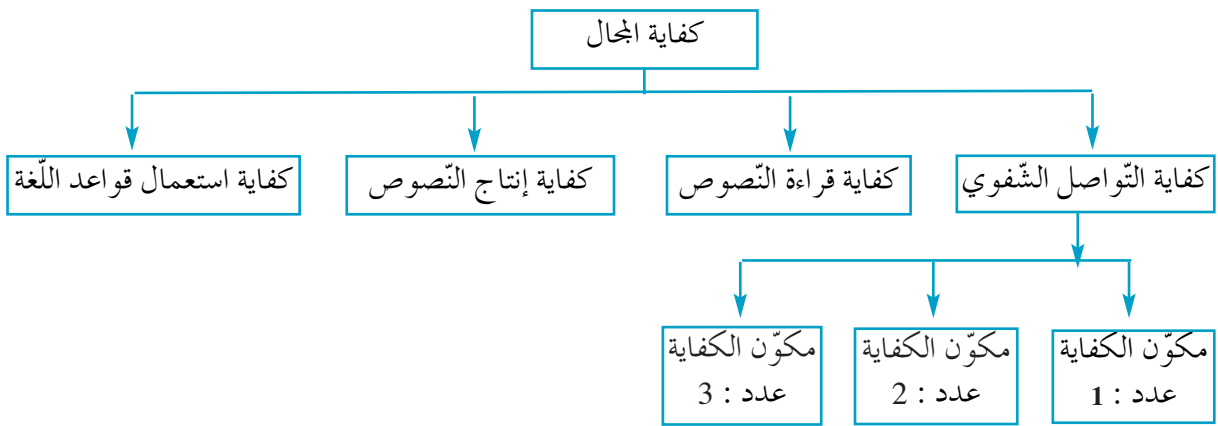 كفاية المجال
كفاية التّواصل الشّفوي
كفاية قراءة النّصوص
كفاية إنتاج النّصوص
كفاية استعمال قواعد اللّغة
مكوّن الكفاية
عدد : 1
مكوّن الكفاية
عدد : 2
مكوّن الكفاية
عدد : 3